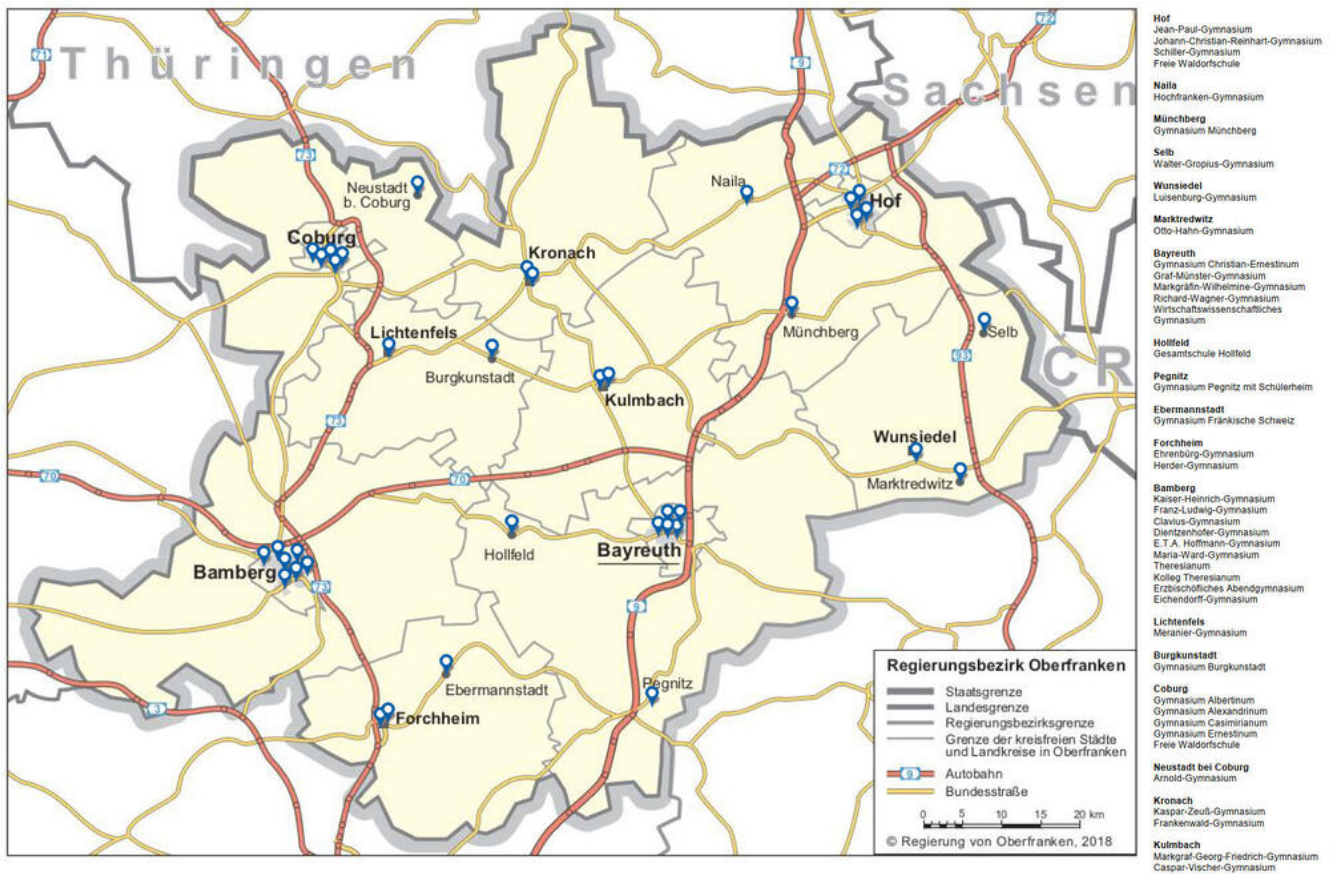 71
73
9
72
Thüringen
Sachsen
ČR
Neustadt
b. Coburg
Naila
72
Hof
Coburg
Kronach
Lichtenfels
Münchberg
Selb
93
Burgkunstadt
Kulmbach
73
Wunsiedel
Marktredwitz
70
70
Hollfeld
Bayreuth
Bamberg
73
9
3
Ebermannstadt
Pegnitz
Forchheim
Regierungsbezirk Oberfranken
Staatsgrenze
Landesgrenze
Regierungsbezirksgrenze
Grenze der kreisfreien Städte
und Landkreise in Oberfranken
9 Autobahn
Bundesstraße
0 5 10 15 20 km
© Regierung von Oberfranken, 2018
Hof
Jean-Paul-Gymnasium
Johann-Christian-Reinhart-Gymnasium
Schiller-Gymnasium
Freie Waldorfschule
Naila
Hochfranken-Gymnasium
Münchberg
Gymnasium Münchberg
Selb
Walter-Gropius-Gymnasium
Wunsiedel
Luisenburg-Gymnasium
Marktredwitz
Otto-Hahn-Gymnasium
Bayreuth
Gymnasium Christian-Ernestinum
Graf-Münster-Gymnasium
Markgräfin-Wilhelmine-Gymnasium
Richard-Wagner-Gymnasium
Wirtschaftswissenschaftliches
Gymnasium
Hollfeld
Gesamtschule Hollfeld
Pegnitz
Gymnasium Pegnitz mit Schülerheim
Ebermannstadt
Gymnasium Fränkische Schweiz
Forchheim
Ehrenbürg-Gymnasium
Herder-Gymnasium
Bamberg
Kaiser-Heinrich-Gymnasium
Franz-Ludwig-Gymnasium
Clavius-Gymnasium
Dientzenhofer-Gymnasium
E.T.A. Hoffmann-Gymnasium
Maria-Ward-Gymnasium
Theresianum
Kolleg Theresianum
Erzbischöfliches Abendgymnasium
Eichendorff-Gymnasium
Lichtenfels
Meranier-Gymnasium
Burgkunstadt
Gymnasium Burgkunstadt
Coburg
Gymnasium Albertinum
Gymnasium Alexandrinum
Gymnasium Casimirianum
Gymnasium Ernestinum
Freie Waldorfschule
Neustadt bei Coburg
Arnold-Gymnasium
Kronach
Kaspar-Zeuß-Gymnasium
Frankenwald-Gymnasium
Kulmbach
Markgraf-Georg-Friedrich-Gymnasium
Caspar-Vischer-Gymnasium